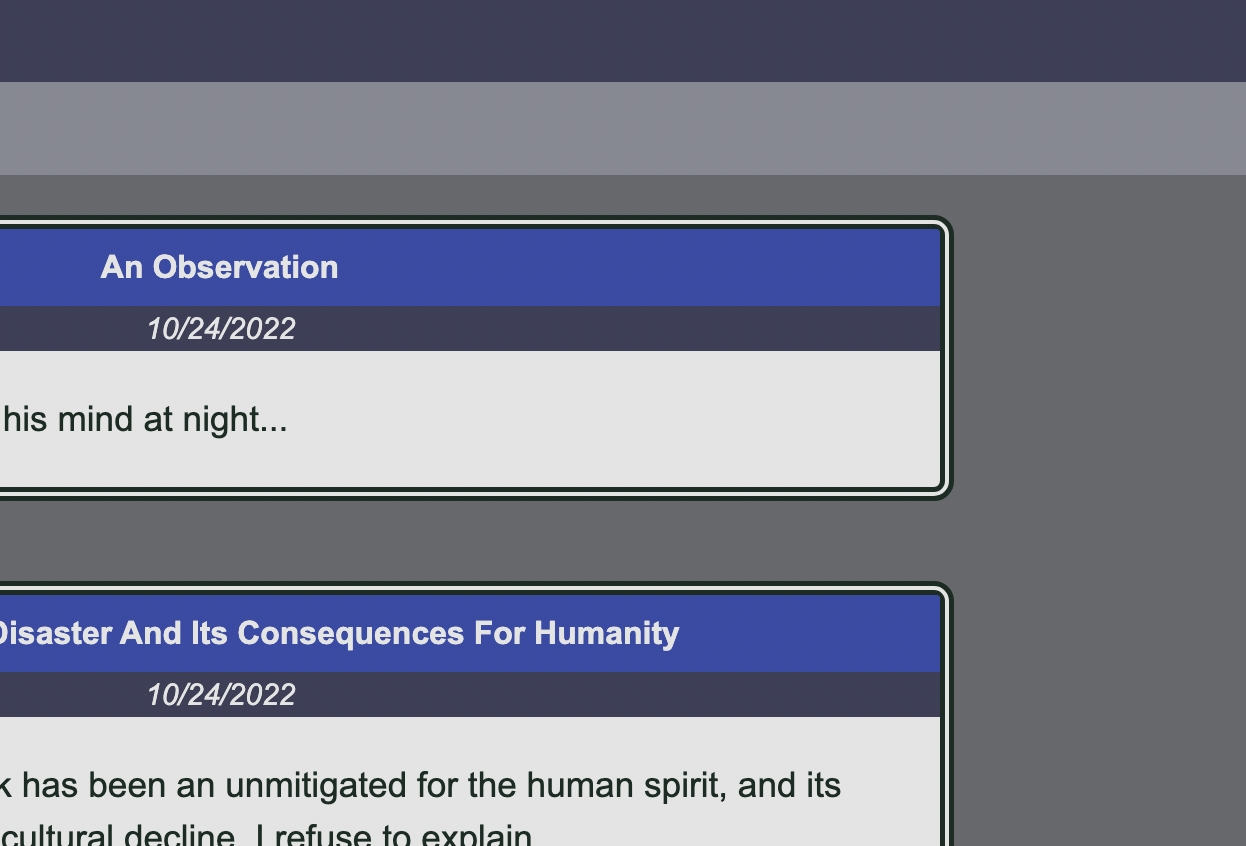 An Observation
10/24/2022
his mind at night...
Disaster And Its Consequences For Humanity
10/24/2022
k has been an unmitigated for the human spirit, and its
cultural decline. I refuse to explain